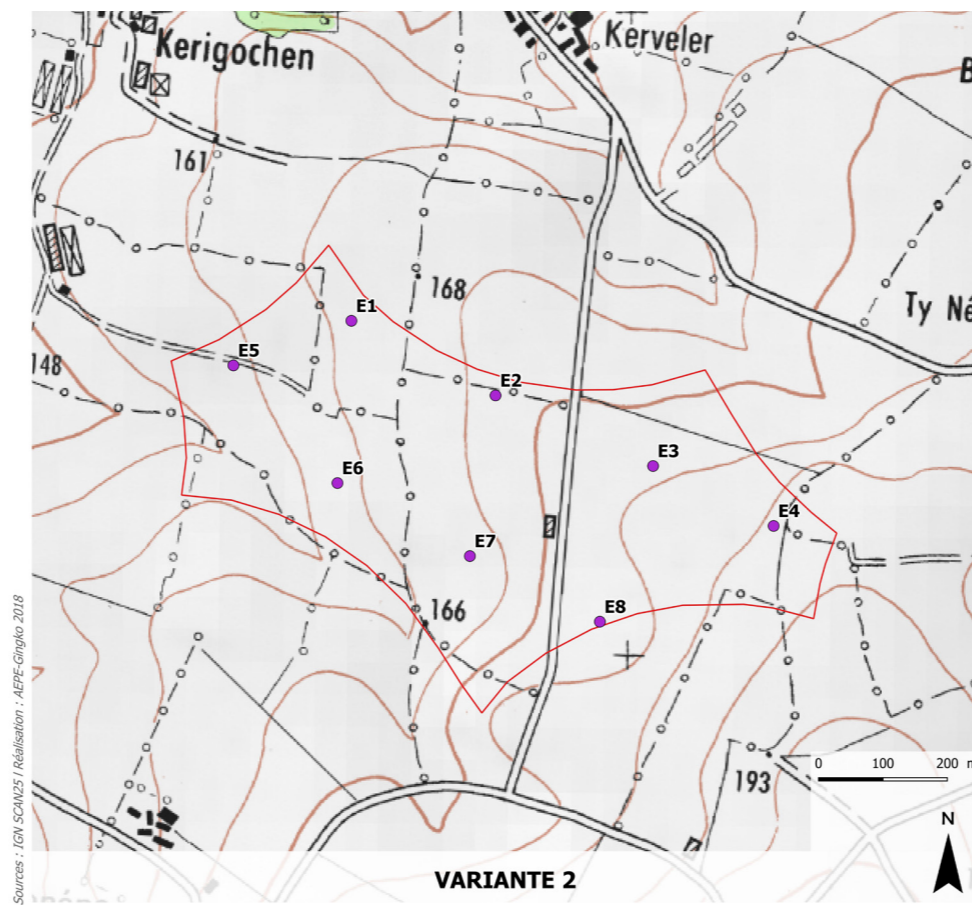 Kerigochen
Kerveler
B
161
168
Ty Né
E1
E5
148
E2
E3
E6
E4
E7
166
E8
193
0 100 200 m
N
VARIANTE 2
Sources : IGN SCAN25 / Réalisation : AEPE-Gingko 2018